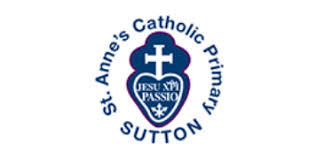 St. Anne's Catholic Primary
JESU XPI
PASSIO
SUTTON